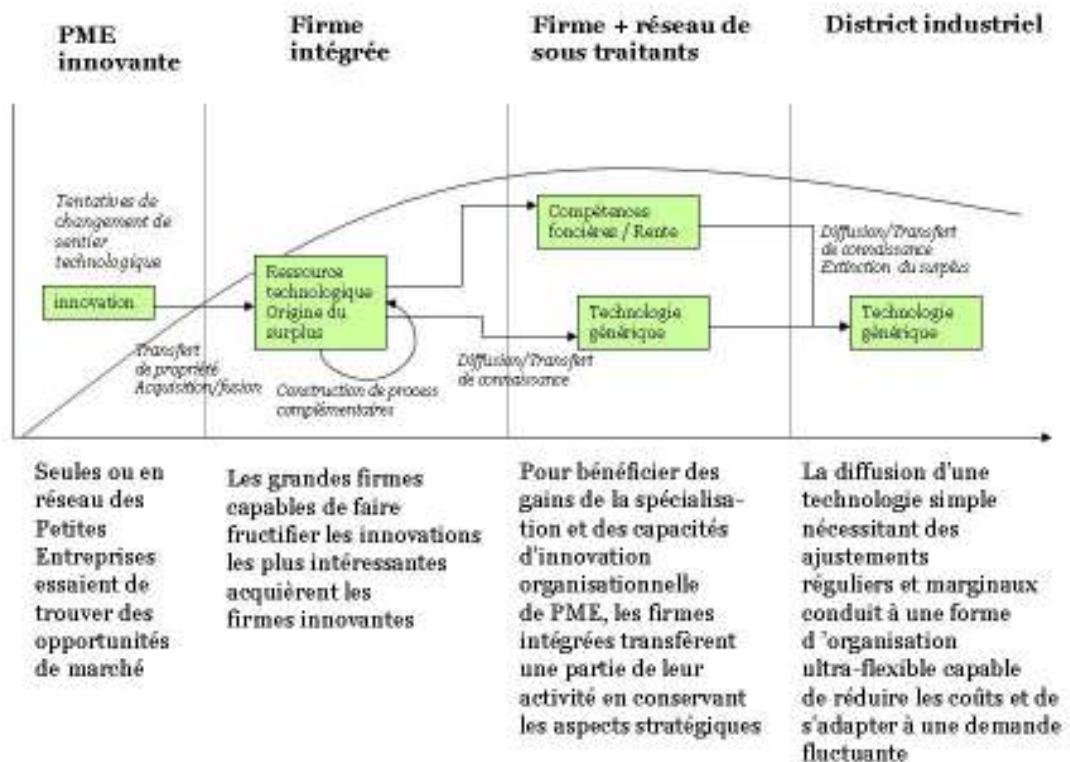 PME
innovante
Firme
intégrée
Firme + réseau de
sous traitants
District industriel
Tentatives de
changement de
sentier
technologique
innovation
Transfert
de propriété
Acquisition/fusion
Ressource
technologique
Origine du
surplus
Construction de process
complémentaires
Diffusion/Transfert
de connaissance
Compétences
foncières / Rente
Technologie
générique
Diffusion/Transfert
de connaissance
Extinction du surplus
Technologie
générique
Seules ou en
réseau des
Petites
Entreprises
essaient de
trouver des
opportunités
de marché
Les grandes firmes
capables de faire
fructifier les innovations
les plus intéressantes
acquièrent les
firmes innovantes
Pour bénéficier des
gains de la spécialisa-
tion et des capacités
d'innovation
organisationnelle
de PME, les firmes
intégrées transfèrent
une partie de leur
activité en conservant
les aspects stratégiques
La diffusion d'une
technologie simple
nécessitant des
ajustements
réguliers et marginaux
conduit à une forme
d 'organisation
ultra-flexible capable
de réduire les coûts et de
s'adapter à une demande
fluctuante